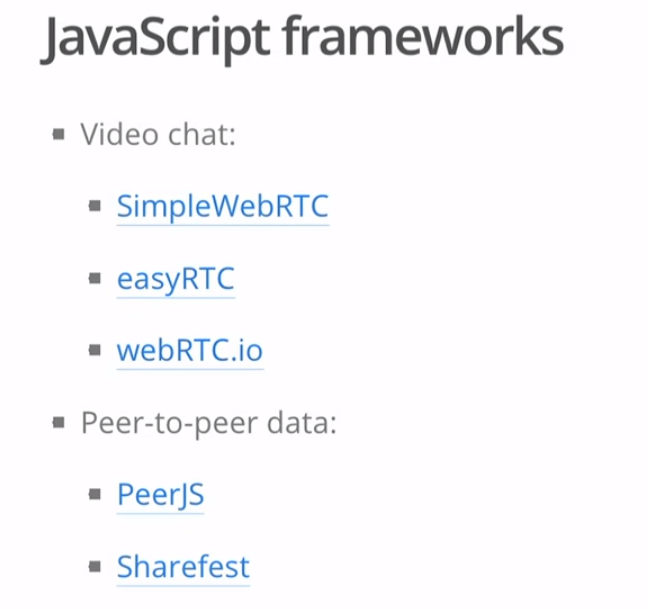 JavaScript frameworks
Video chat:
SimpleWebRTC
easyRTC
webRTC.io
Peer-to-peer data:
PeerJS
Sharefest